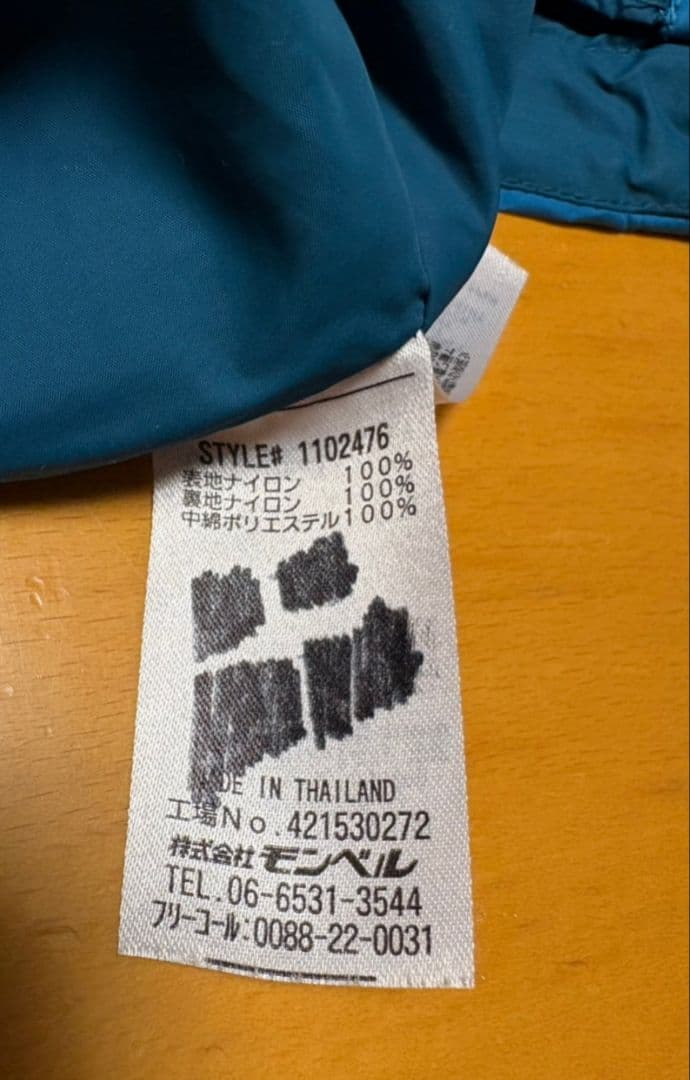 STYLE# 1102476
表地ナイロン 100%
裏地ナイロン 100%
中綿ポリエステル100%
DE IN THAILAND
工場No.421530272
株式会社モンベル
TEL.06-6531-3544
フリーコール:0088-22-0031